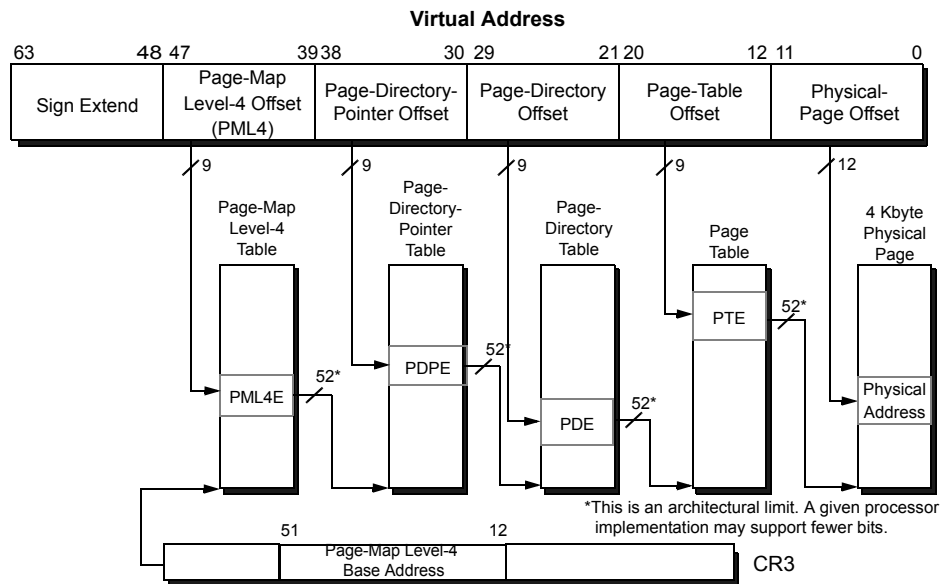 Virtual Address
63 48 47 39 38 30 29 21 20 12 11 0
Sign Extend
Page-Map
Level-4 Offset
(PML4)
Page-Directory-
Pointer Offset
Page-Directory
Offset
Page-Table
Offset
Physical-
Page Offset
9 9 9 9 12
Page-Map
Level-4
Table
Page-
Directory-
Pointer
Table
Page-
Directory
Table
Page
Table
4 Kbyte
Physical
Page
PML4E
52*
PDPE
52*
PDE
52*
PTE
52*
Physical
Address
*This is an architectural limit. A given processor
implementation may support fewer bits.
51 12
Page-Map Level-4
Base Address
CR3